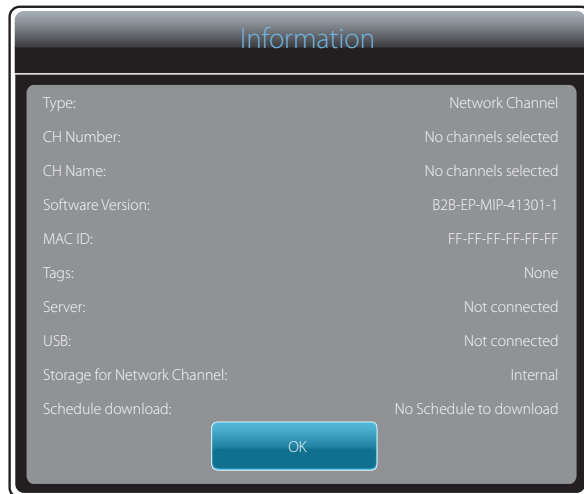 Information
Type: Network Channel
CH Number: No channels selected
CH Name: No channels selected
Software Version: B2B-EP-MIP-41301-1
MAC ID: FF-FF-FF-FF-FF-FF
Tags: None
Server: Not connected
USB: Not connected
Storage for Network Channel: Internal
Schedule download: No Schedule to download
OK